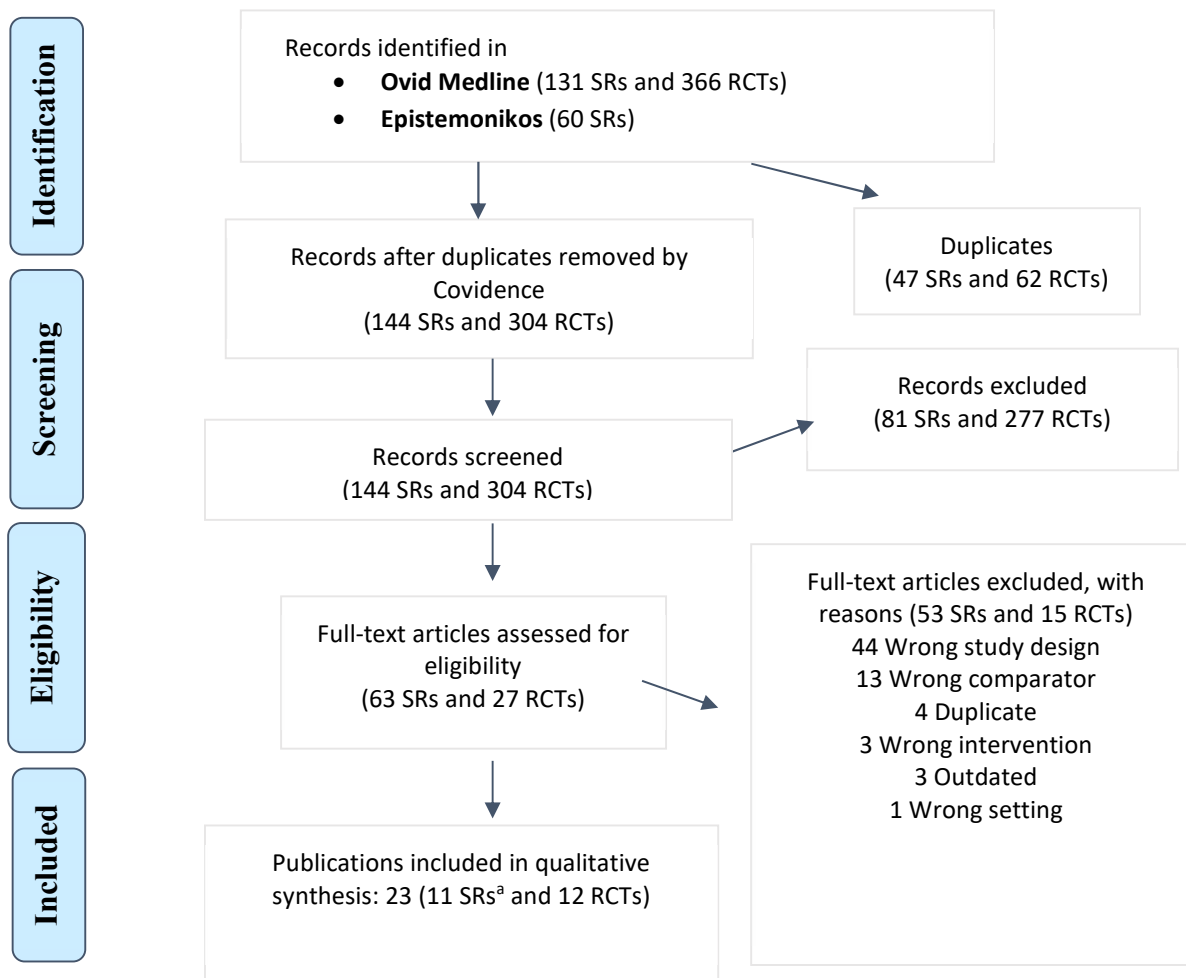 Identification
Records identified in
• Ovid Medline (131 SRs and 366 RCTs)
• Epistemonikos (60 SRs)
Duplicates
(47 SRs and 62 RCTs)
Screening
Records after duplicates removed by
Covidence
(144 SRs and 304 RCTs)
Records excluded
(81 SRs and 277 RCTs)
Records screened
(144 SRs and 304 RCTs)
Eligibility
Full-text articles assessed for
eligibility
(63 SRs and 27 RCTs)
Full-text articles excluded, with
reasons (53 SRs and 15 RCTs)
44 Wrong study design
13 Wrong comparator
4 Duplicate
3 Wrong intervention
3 Outdated
1 Wrong setting
Included
Publications included in qualitative
synthesis: 23 (11 SRsª and 12 RCTs)